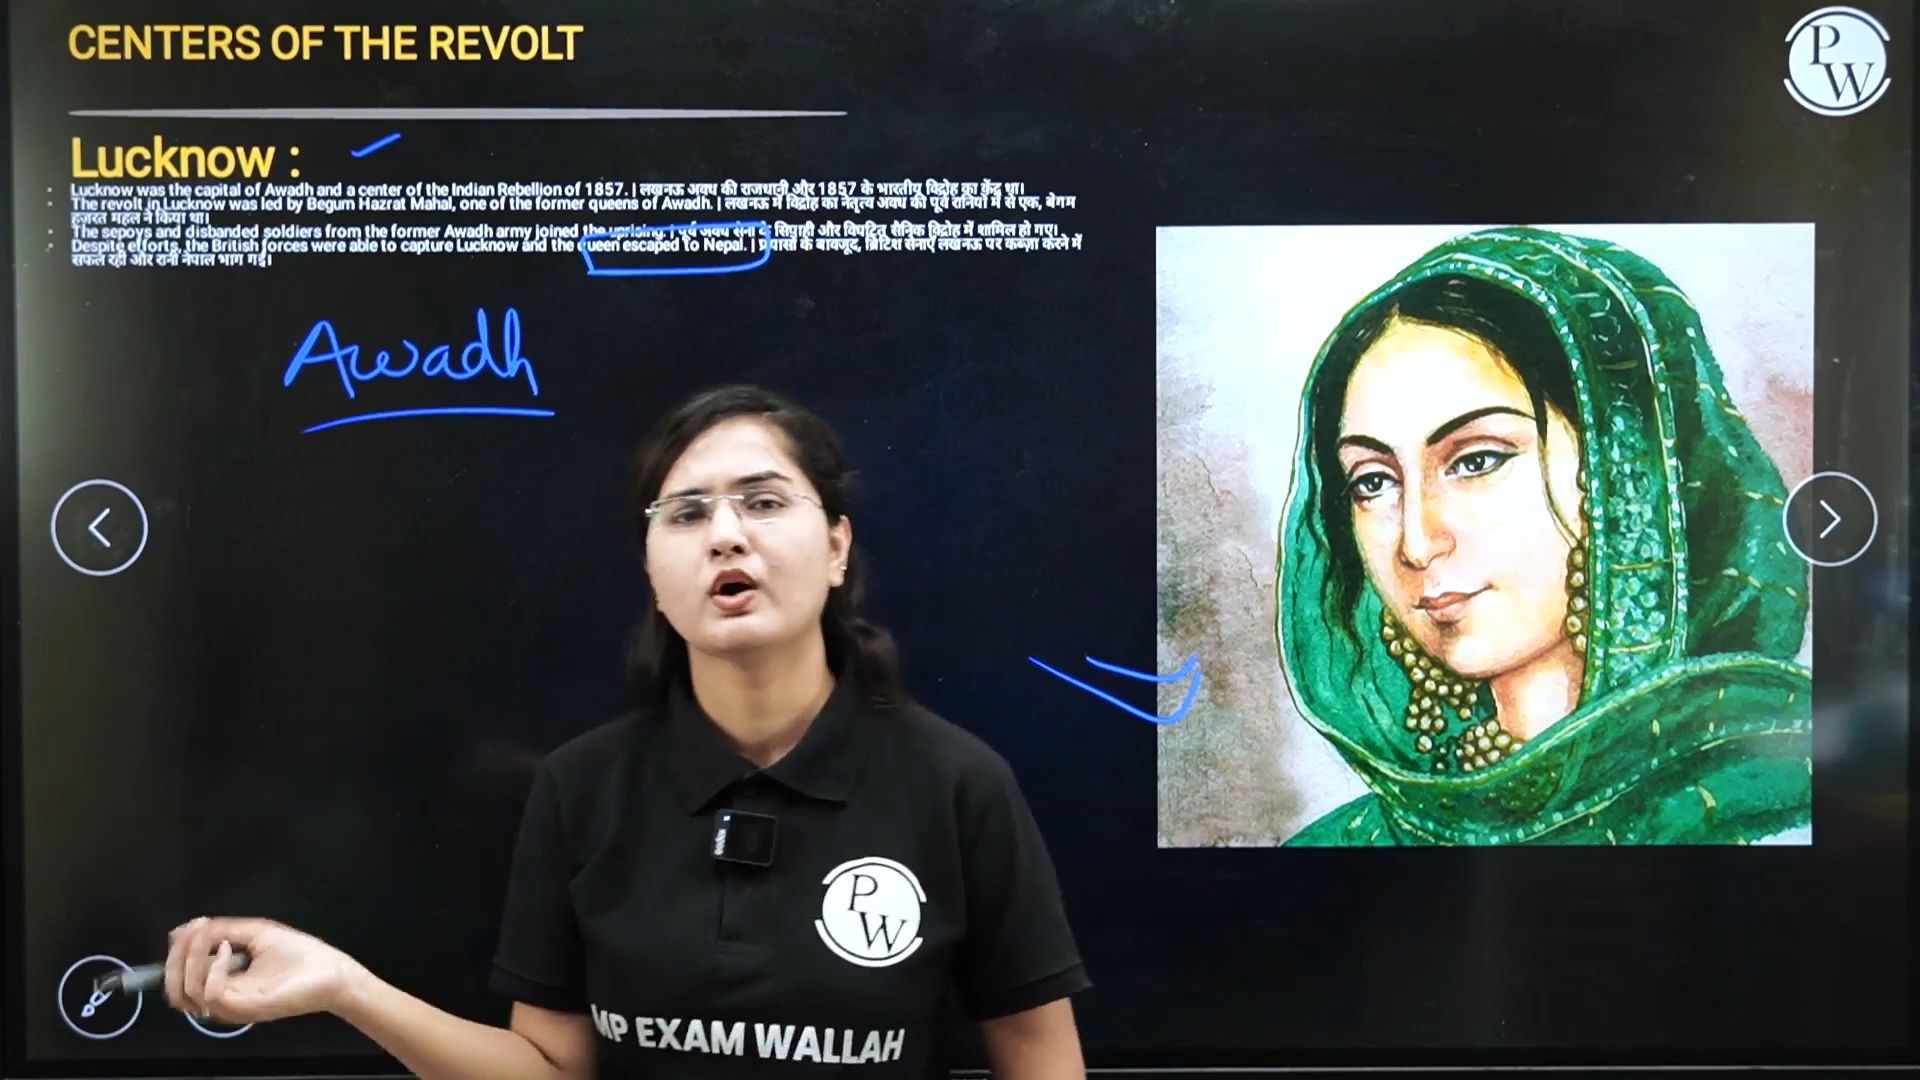 CENTERS OF THE REVOLT
P
W
Lucknow :
Lucknow was the capital of Awadh and a center of the Indian Rebellion of 1857. | लखनऊ अवध की राजधानी और 1857 के भारतीय विद्रोह का केंद्र था।
The revolt in Lucknow was led by Begum Hazrat Mahal, one of the former queens of Awadh. | लखनऊ में विद्रोह का नेतृत्व अवध की पूर्व रानियों में से एक, बेगम
हज़रत महल ने किया था।
The sepoys and disbanded soldiers from the former Awadh army joined the uprising. | पूर्व अवध सेना के सिपाही और विघटित सैनिक विद्रोह में शामिल हो गए।
Despite efforts, the British forces were able to capture Lucknow and the queen escaped to Nepal. | प्रयासों के बावजूद, ब्रिटिश सेनाएँ लखनऊ पर कब्ज़ा करने में
सफल रहीं और रानी नेपाल भाग गईं।
Awadh
P
W
MP EXAM WALLAH